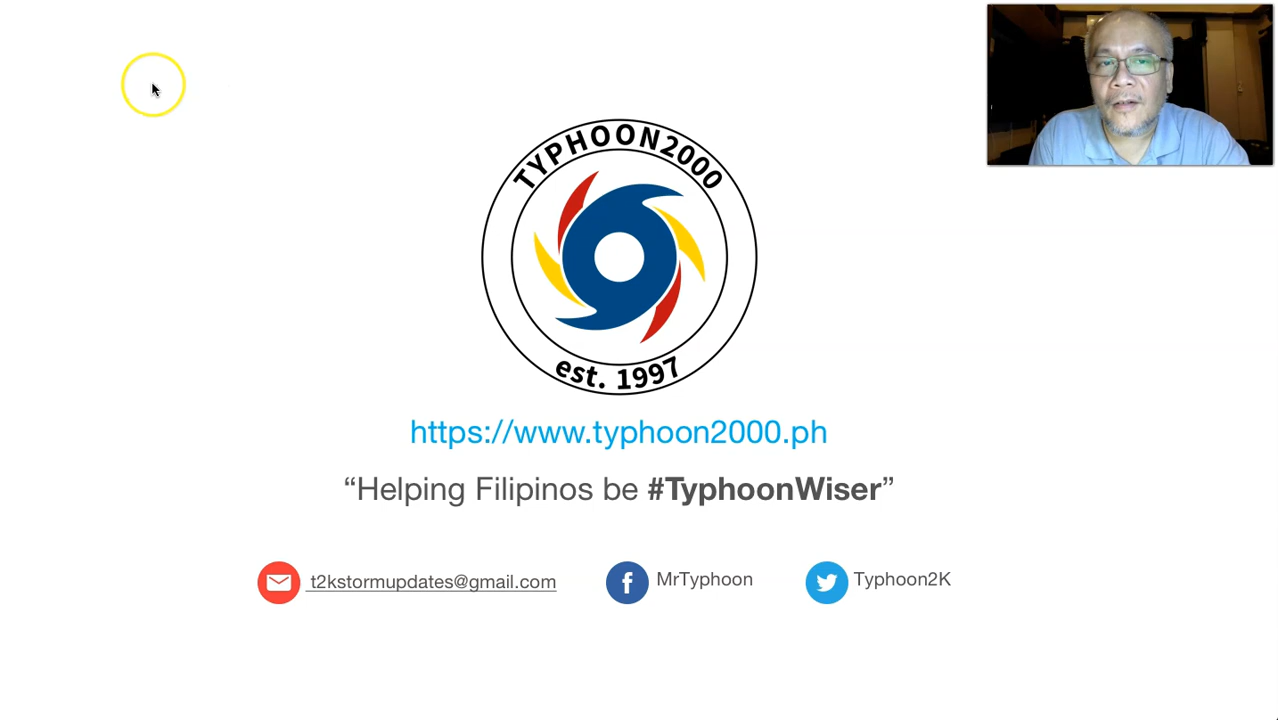 TYPHOON2000
est. 1997
https://www.typhoon2000.ph
“Helping Filipinos be #TyphoonWiser”
t2kstormupdates@gmail.com
MrTyphoon
Typhoon2K